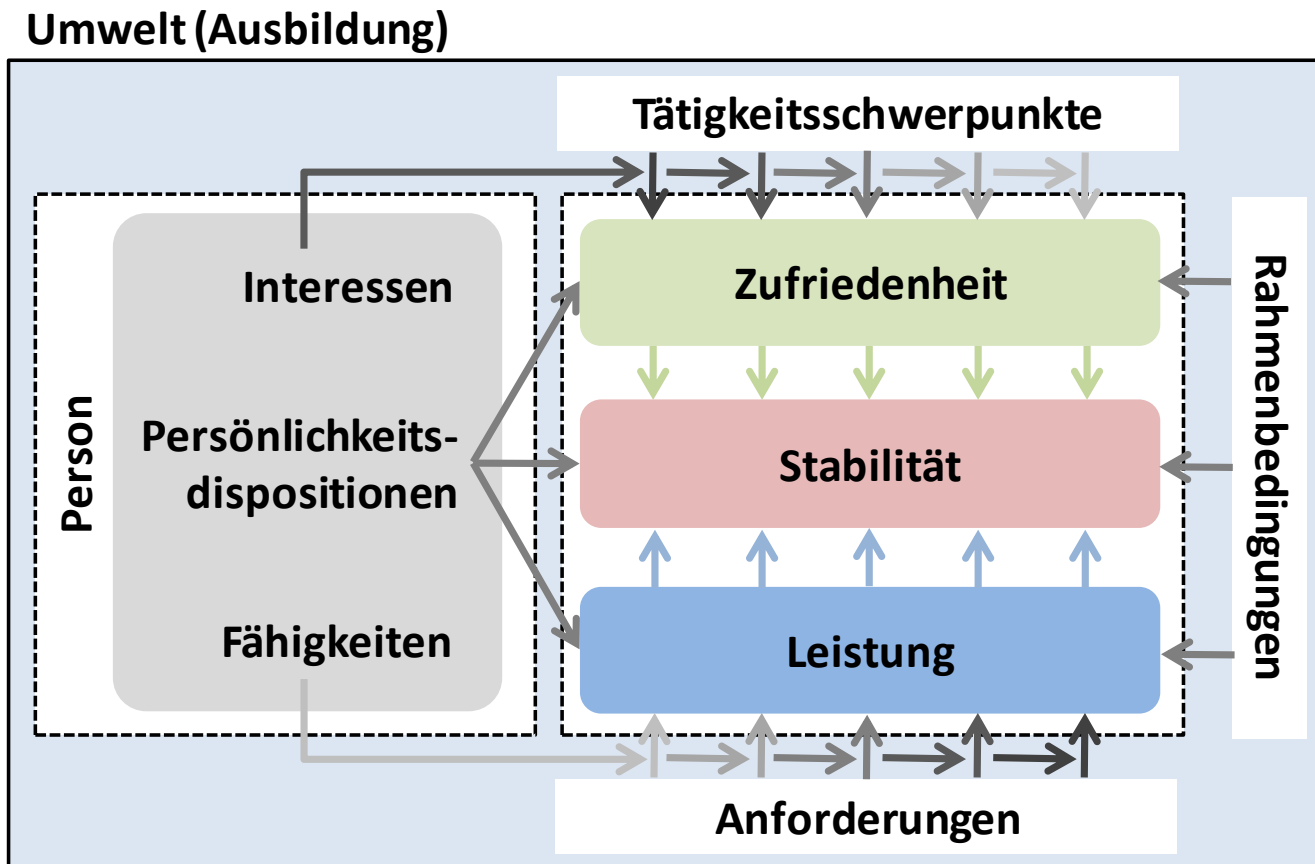 Umwelt (Ausbildung)
Tätigkeitsschwerpunkte
Person
Interessen
Persönlichkeits-
dispositionen
Fähigkeiten
Zufriedenheit
Stabilität
Leistung
Rahmenbedingungen
Anforderungen